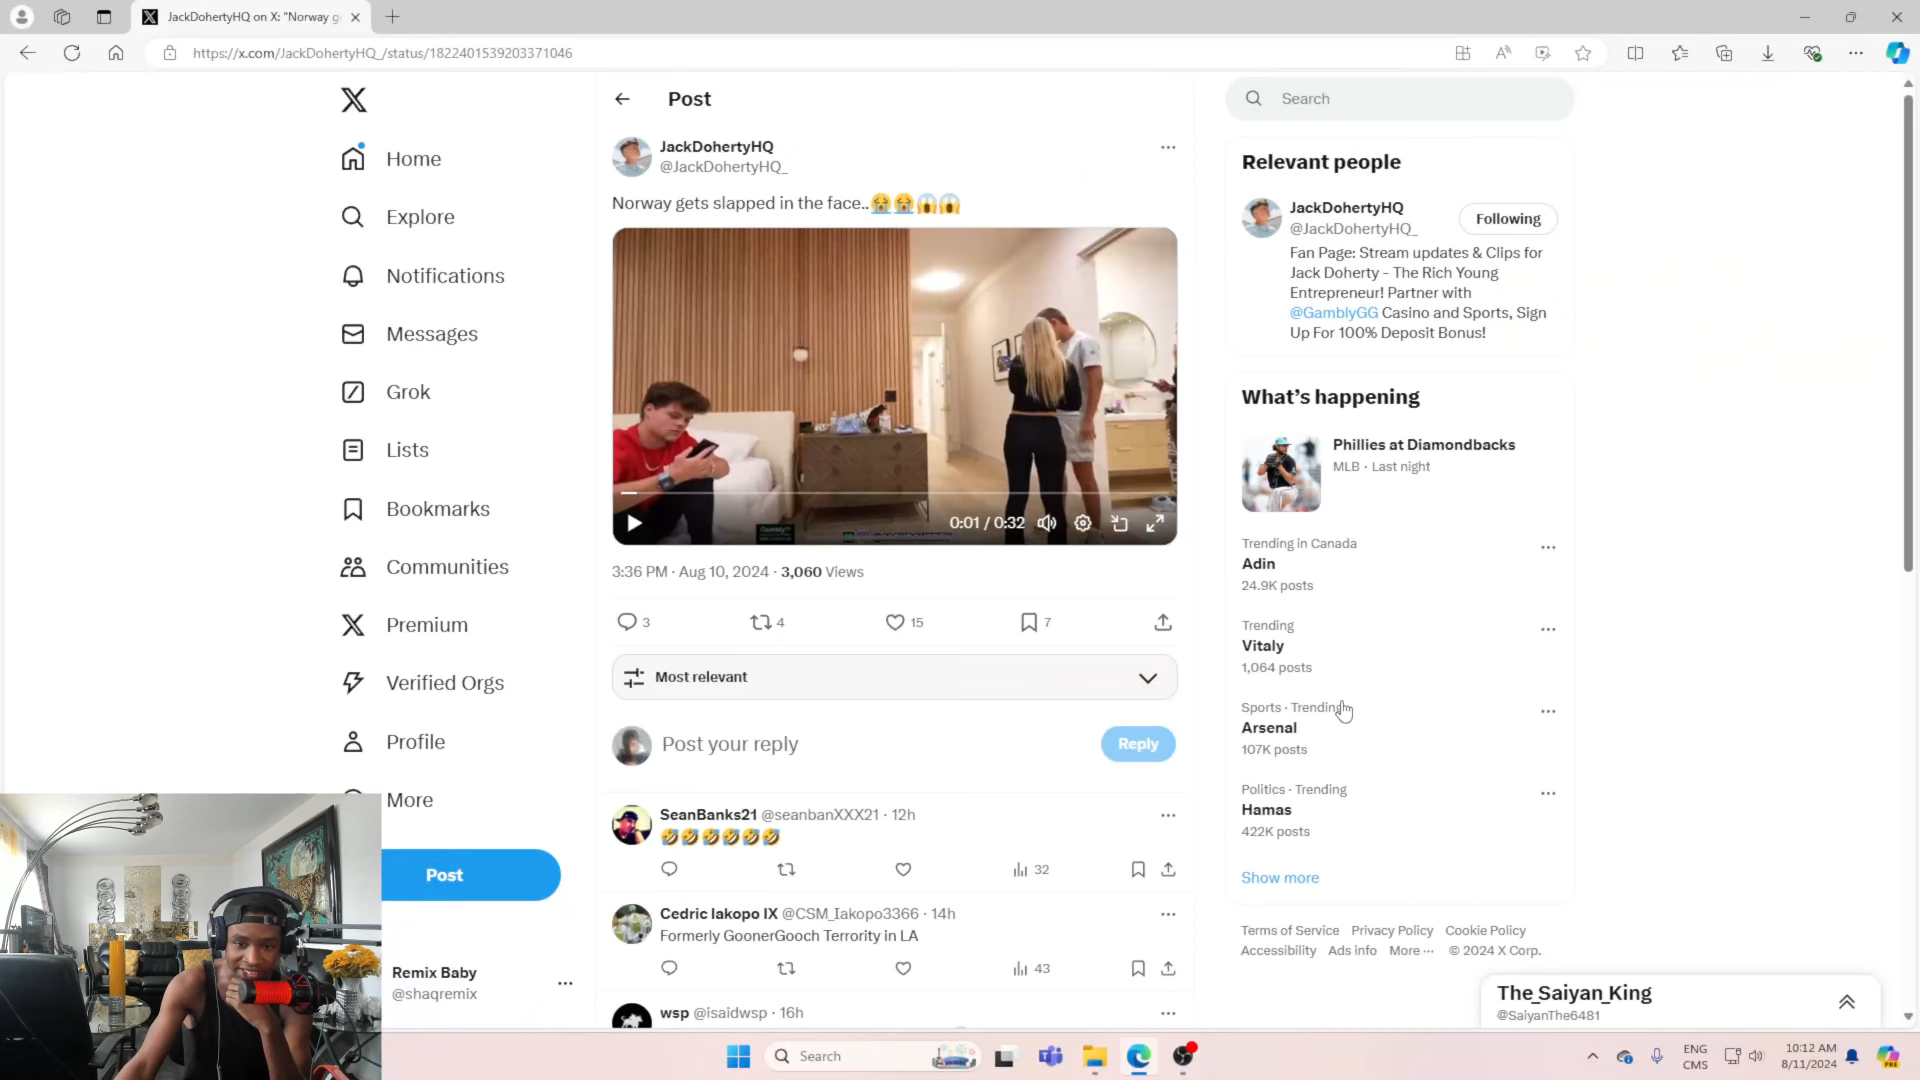 JackDohertyHQ on X: "Norway g
https://x.com/JackDohertyHQ_/status/1822401539203371046
Home
Explore
Notifications
Messages
Grok
Lists
Bookmarks
Communities
Premium
Verified Orgs
Profile
More
Post
Remix Baby
@shaqremix
Post
JackDohertyHQ
@JackDohertyHQ_
Norway gets slapped in the face..😭😭😱😱
0:01 / 0:32
3:36 PM · Aug 10, 2024 · 3,060 Views
3
4
15
7
Most relevant
Post your reply
Reply
SeanBanks21 @seanbanXXX21 · 12h
🤣🤣🤣🤣🤣🤣
32
Cedric Iakopo IX @CSM_Iakopo3366 · 14h
Formerly GoonerGooch Terrority in LA
43
wsp @isaidwsp · 16h
Search
Relevant people
JackDohertyHQ
@JackDohertyHQ_
Following
Fan Page: Stream updates & Clips for
Jack Doherty - The Rich Young
Entrepreneur! Partner with
@GamblyGG Casino and Sports, Sign
Up For 100% Deposit Bonus!
What's happening
Phillies at Diamondbacks
MLB · Last night
Trending in Canada
Adin
24.9K posts
Trending
Vitaly
1,064 posts
Sports · Trending
Arsenal
107K posts
Politics · Trending
Hamas
422K posts
Show more
Terms of Service Privacy Policy Cookie Policy
Accessibility Ads info More ··· © 2024 X Corp.
The_Saiyan_King
@SaiyanThe6481
Search
ENG
CMS
10:12 AM
8/11/2024